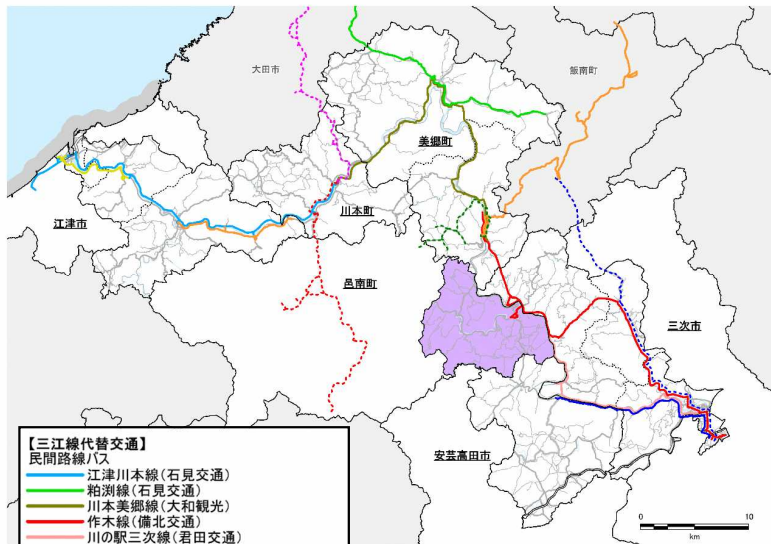 大田市
飯南町
美郷町
江津市
川本町
邑南町
三次市
安芸高田市
【三江線代替交通】
民間路線バス
江津川本線(石見交通)
粕渕線(石見交通)
川本美郷線(大和観光)
作木線(備北交通)
川の駅三次線(君田交通)
0 10
km